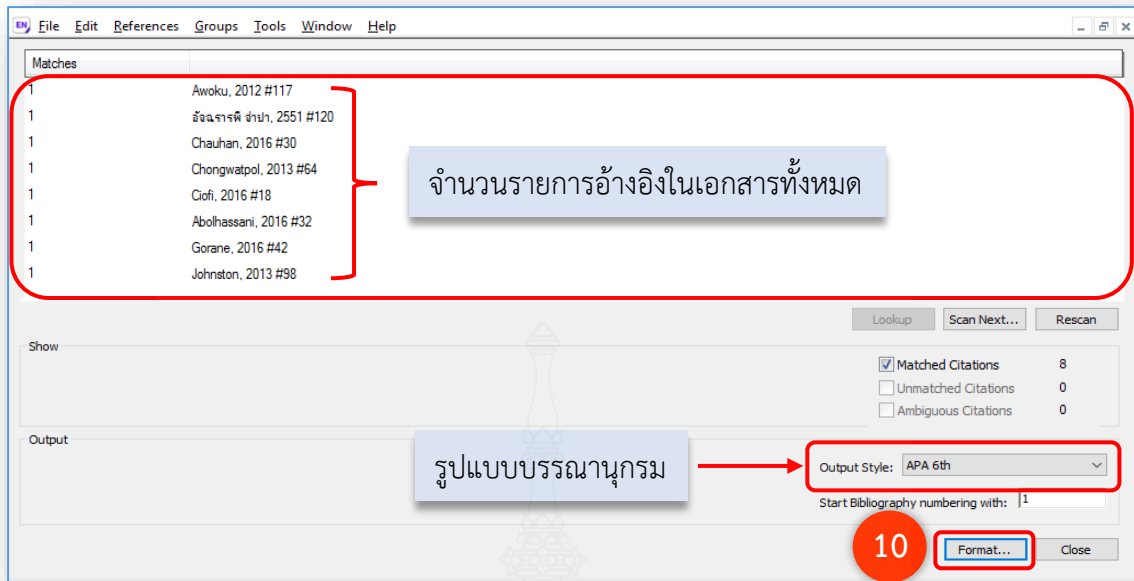 EN File Edit References Groups Tools Window Help
Matches
1 Awoku, 2012 #117
1 อัจฉรารพี จำปา, 2551 #120
1 Chauhan, 2016 #30
1 Chongwatpol, 2013 #64
1 Ciofi, 2016 #18
1 Abolhassani, 2016 #32
1 Gorane, 2016 #42
1 Johnston, 2013 #98
จำนวนรายการอ้างอิงในเอกสารทั้งหมด
Lookup Scan Next... Rescan
Show
Matched Citations 8
Unmatched Citations 0
Ambiguous Citations 0
Output
รูปแบบบรรณานุกรม
Output Style: APA 6th
Start Bibliography numbering with: 1
10 Format... Close